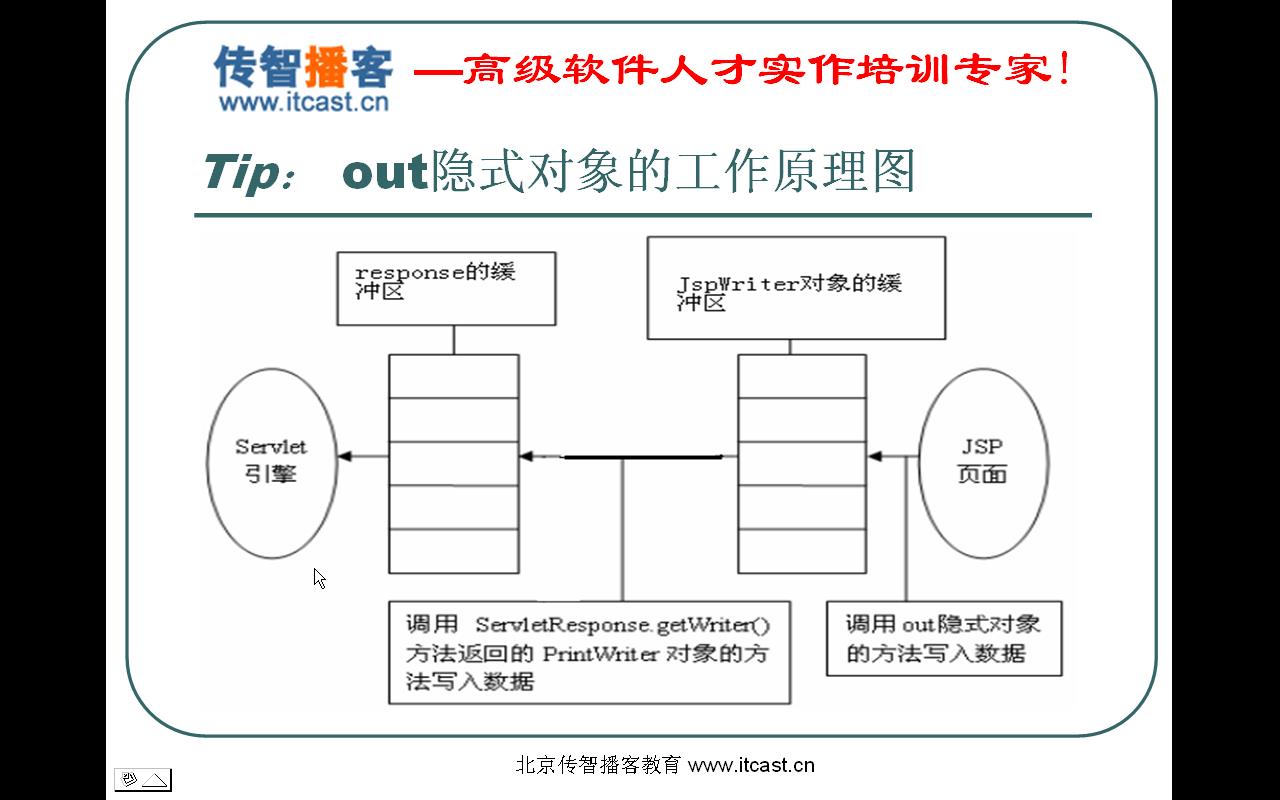 传智播客 —高级软件人才实作培训专家！
www.itcast.cn
Tip： out隐式对象的工作原理图
response的缓
冲区
JspWriter对象的缓
冲区
Servlet
引擎
JSP
页面
调用 ServletResponse.getWriter()
方法返回的 PrintWriter 对象的方
法写入数据
调用 out隐式对象
的方法写入数据
北京传智播客教育 www.itcast.cn